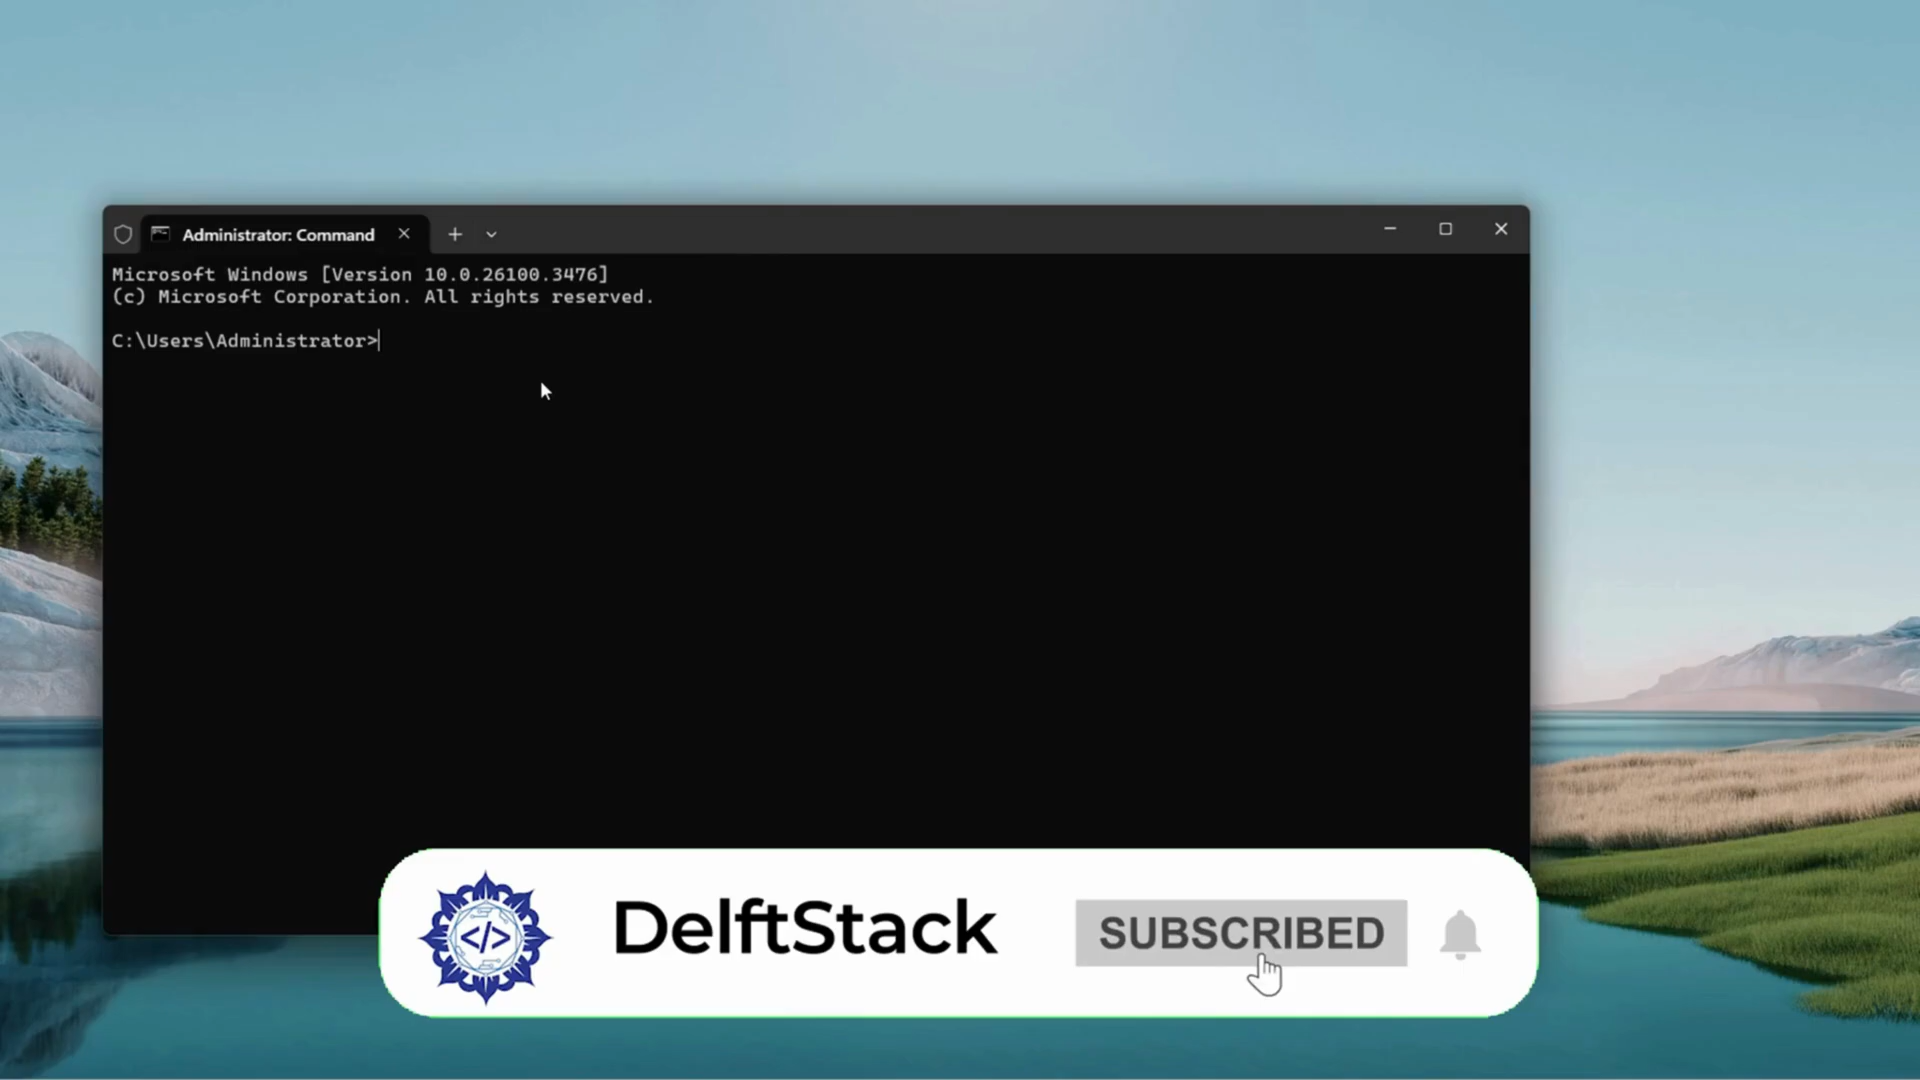 Administrator: Command
Microsoft Windows [Version 10.0.26100.3476]
(c) Microsoft Corporation. All rights reserved.
C:\Users\Administrator>
</>
DelftStack
SUBSCRIBED